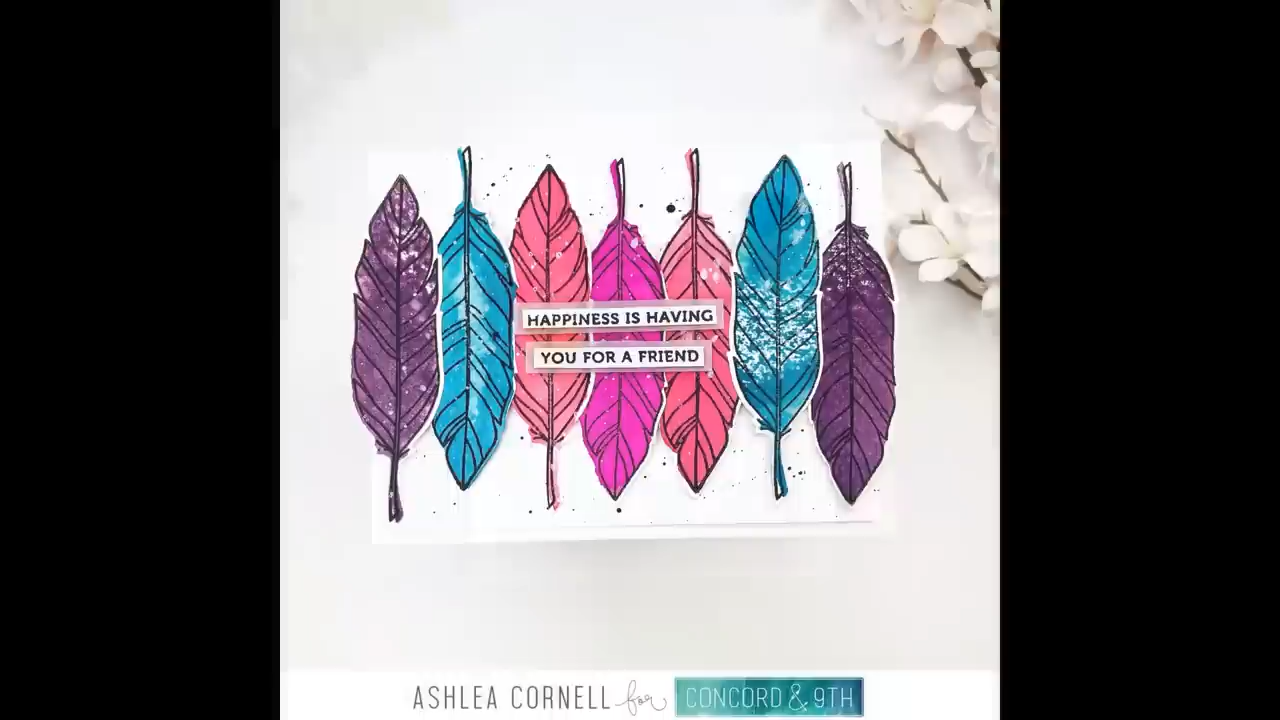 HAPPINESS IS HAVING
YOU FOR A FRIEND
ASHLEA CORNELL for CONCORD & 9TH